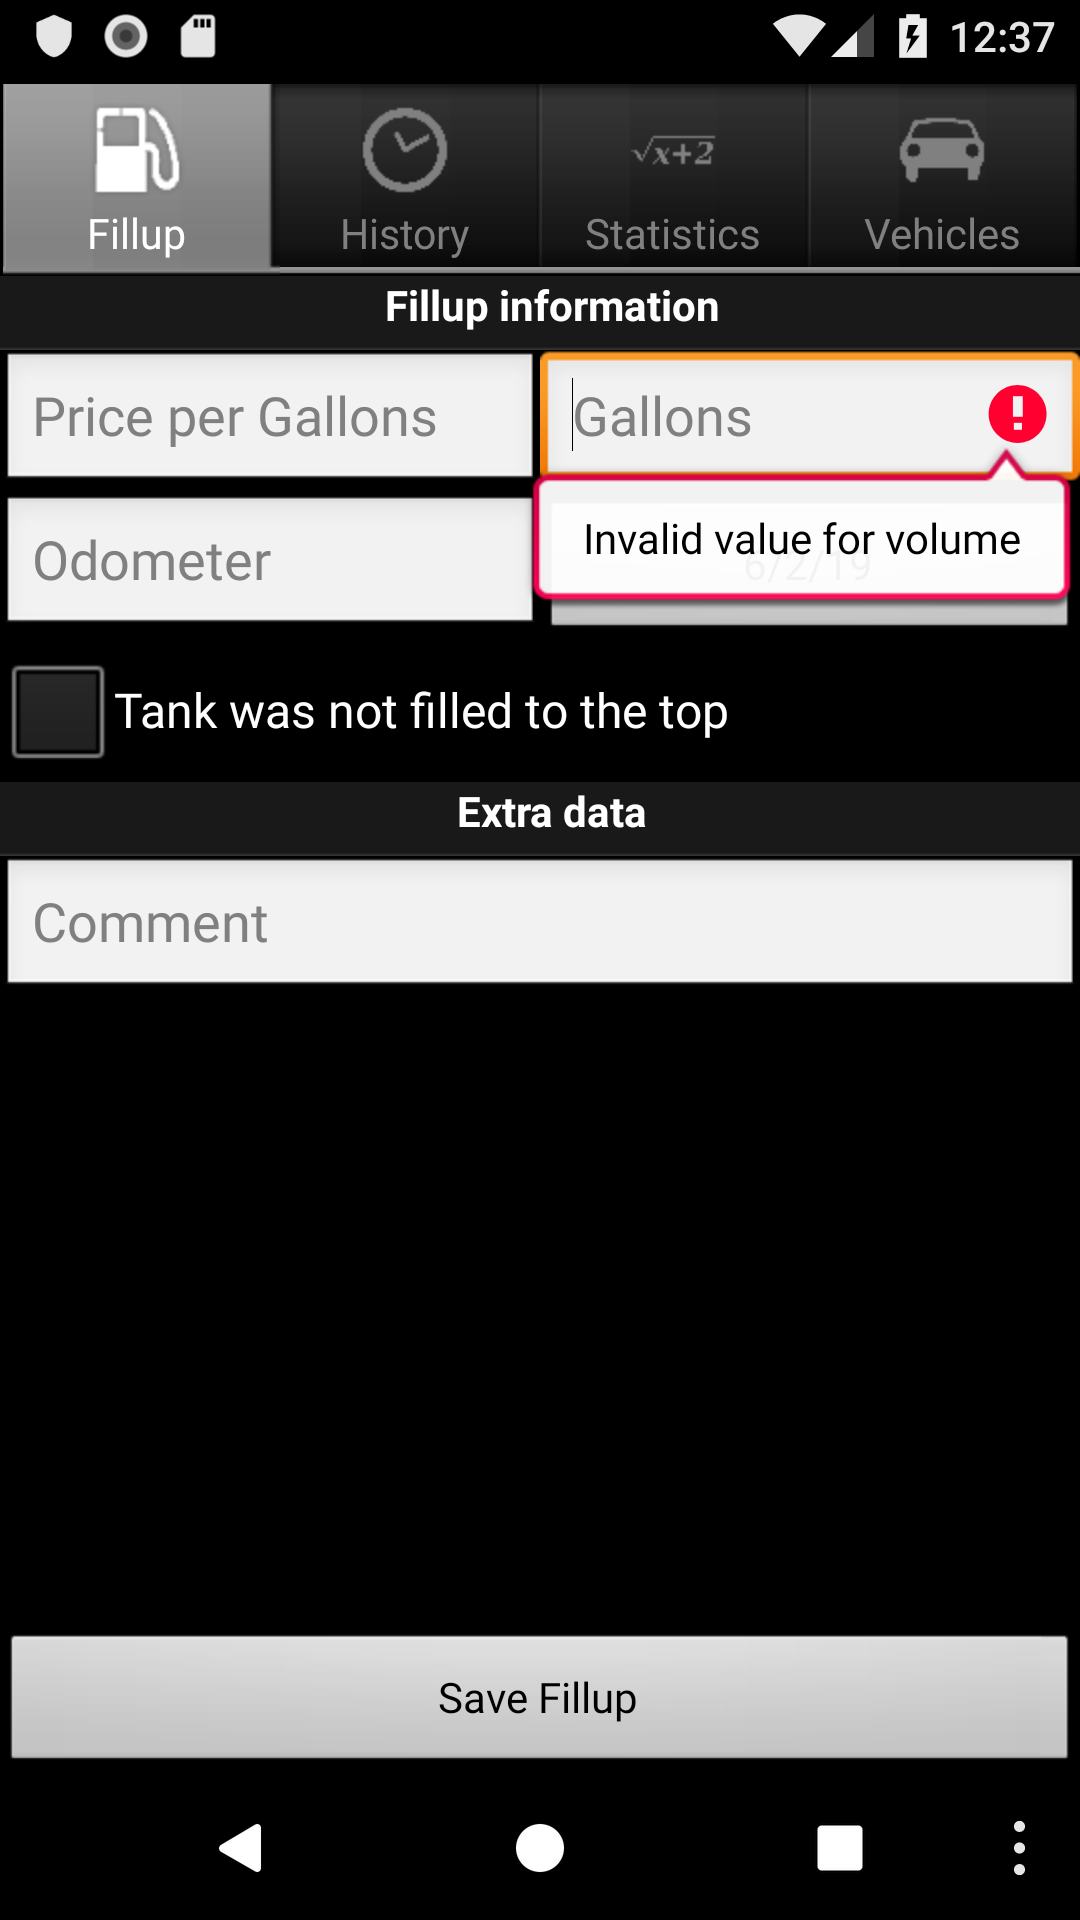 12:37
Fillup
History
√x+2
Statistics
Vehicles
Fillup information
Price per Gallons
Gallons
Invalid value for volume
Odometer
6/2/19
Tank was not filled to the top
Extra data
Comment
Save Fillup